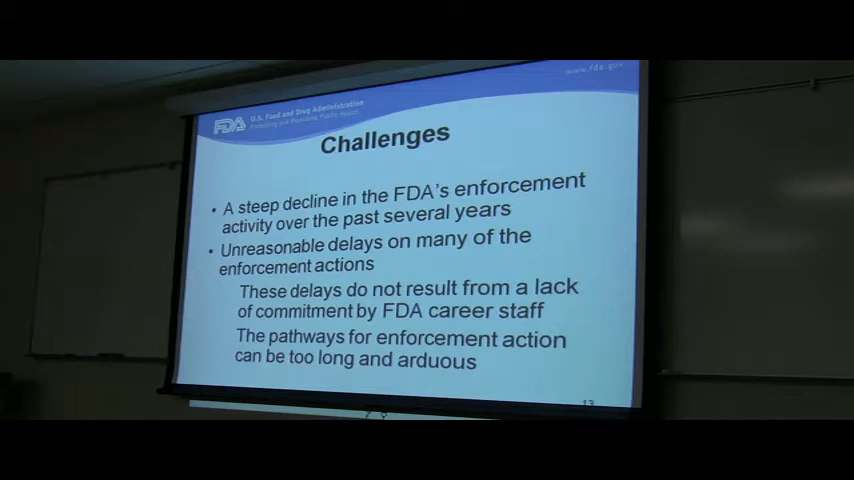 www.fda.gov
FDA
U.S. Food and Drug Administration
Protecting and Promoting Public Health
Challenges
• A steep decline in the FDA's enforcement
activity over the past several years
• Unreasonable delays on many of the
enforcement actions
These delays do not result from a lack
of commitment by FDA career staff
The pathways for enforcement action
can be too long and arduous
13